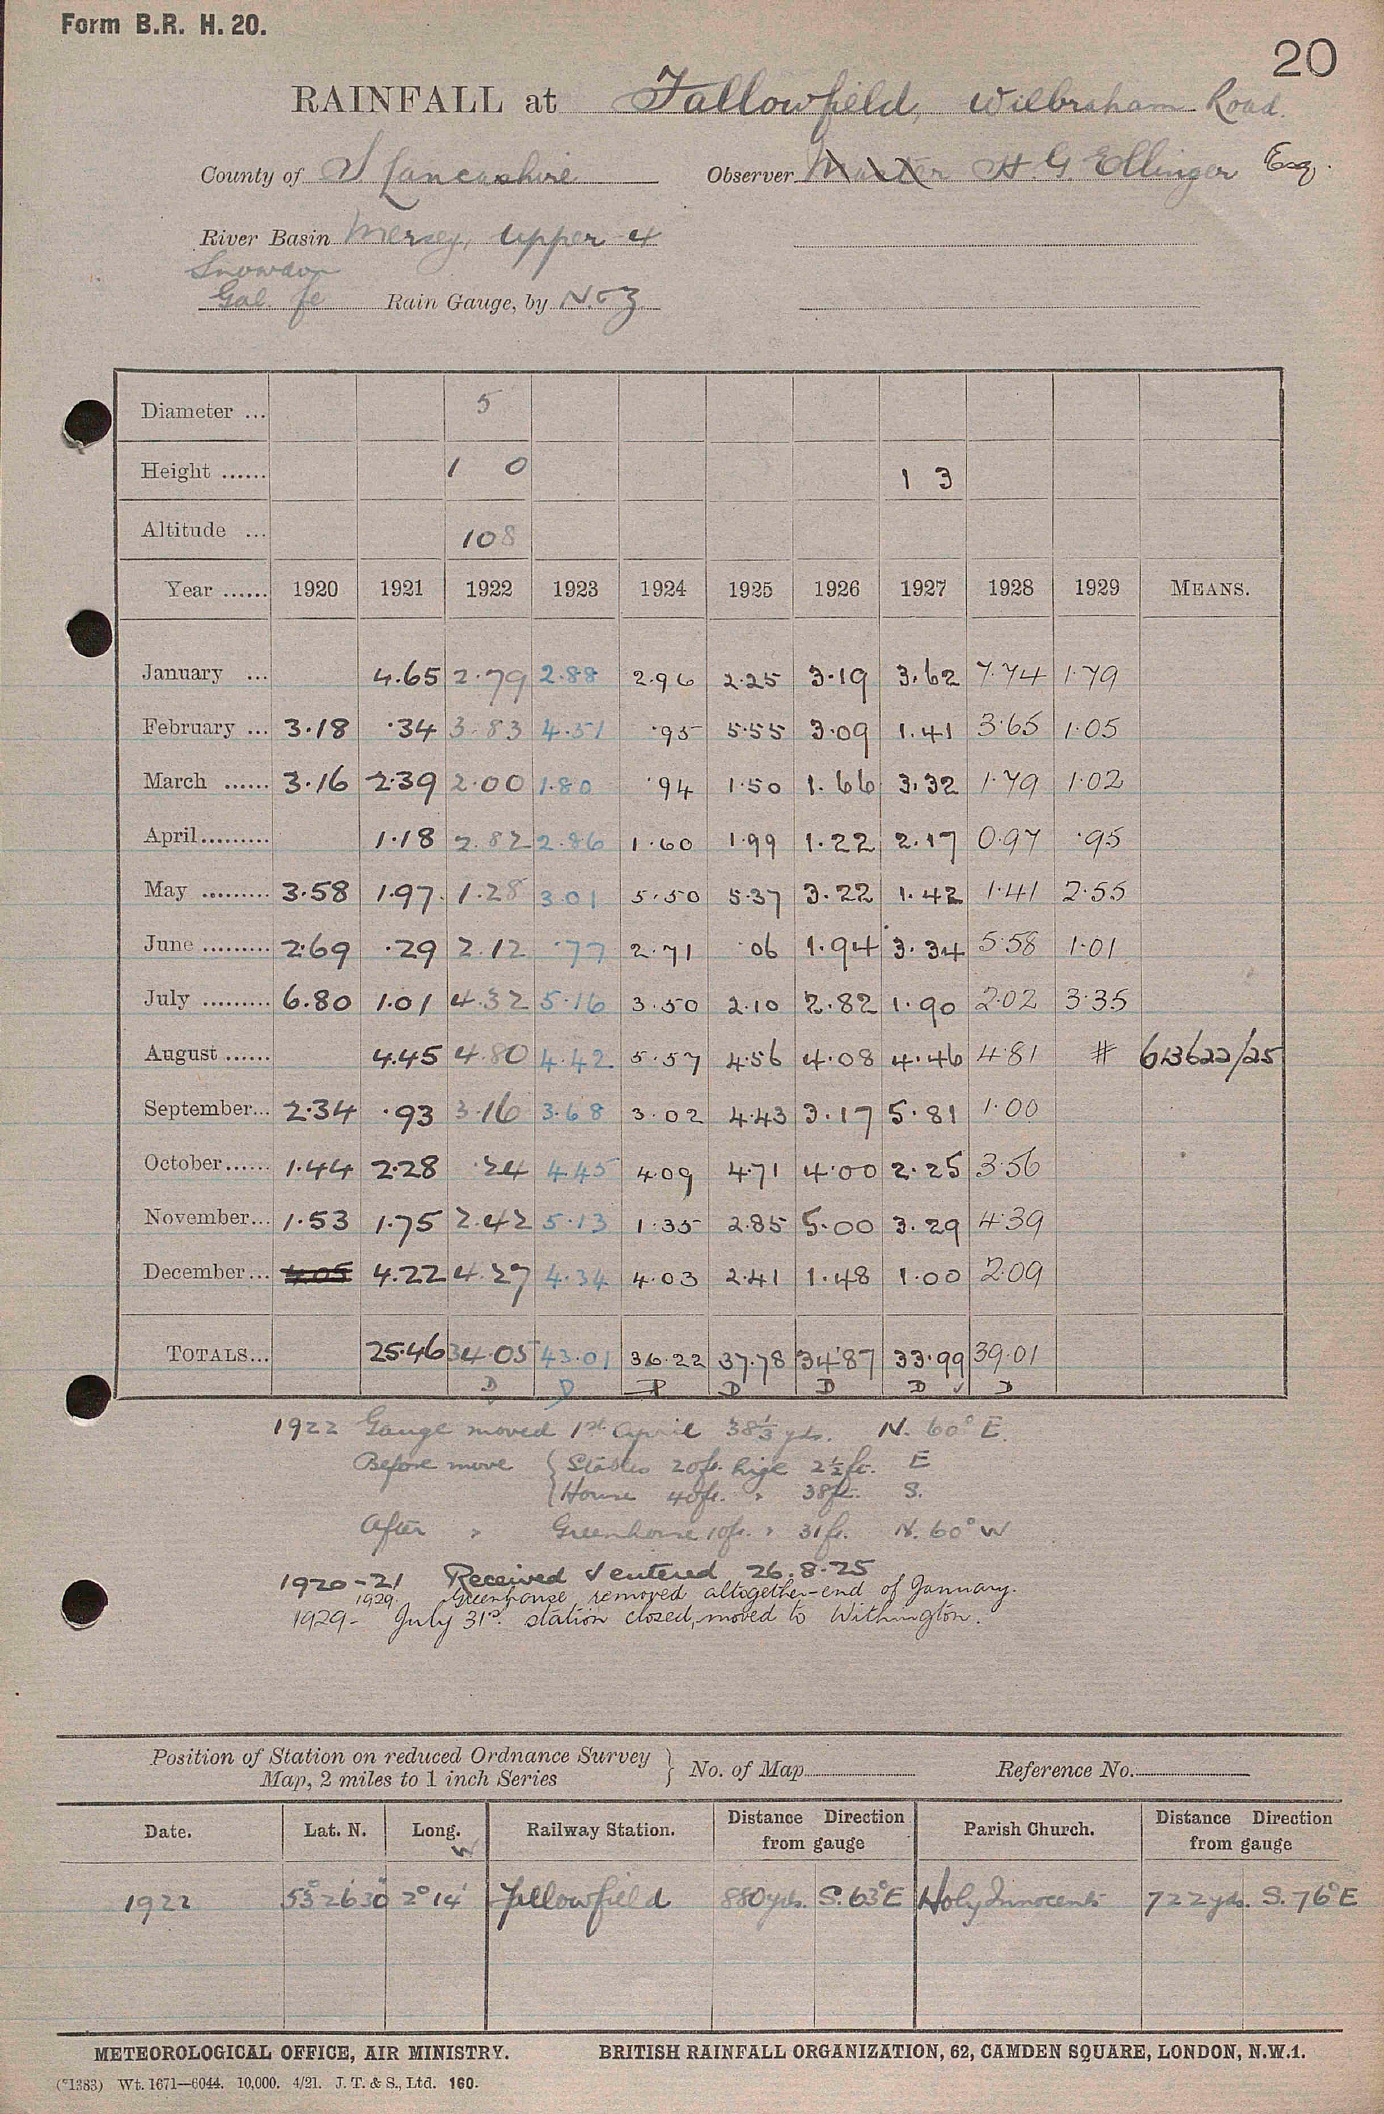 Form B.R. H. 20.
20
RAINFALL at Fallowfield, Wilbraham Road.
County of S Lancashire Observer Master H. G. Ellinger Esq.
River Basin Mersey, upper 4
Snowdon
Gal. fe Rain Gauge, by N. & Z
Diameter ... 5
Height ...... 1 0 1 3
Altitude ... 108
Year ...... 1920 1921 1922 1923 1924 1925 1926 1927 1928 1929 MEANS.
January ... 4.65 2.79 2.88 2.96 2.25 3.19 3.62 7.74 1.79
February ... 3.18 .34 3.83 4.51 .95 5.55 3.09 1.41 3.65 1.05
March ...... 3.16 2.39 2.00 1.80 .94 1.50 1.66 3.32 1.79 1.02
April......... 1.18 2.82 2.86 1.60 1.99 1.22 2.17 0.97 .95
May ......... 3.58 1.97 1.28 3.01 5.50 5.37 3.22 1.42 1.41 2.55
June ......... 2.69 .29 2.12 .77 2.71 .06 1.94 3.34 5.58 1.01
July ......... 6.80 1.01 4.32 5.16 3.50 2.10 2.82 1.90 2.02 3.35
August ...... 4.45 4.80 4.42 5.57 4.56 4.08 4.46 4.81 # 613622/25
September... 2.34 .93 3.16 3.68 3.02 4.43 3.17 5.81 1.00
October...... 1.44 2.28 .24 4.45 4.09 4.71 4.00 2.25 3.56
November... 1.53 1.75 2.42 5.13 1.35 2.85 5.00 3.29 4.39
December... 4.05 4.22 4.27 4.34 4.03 2.41 1.48 1.00 2.09
TOTALS... 25.46 34.05 43.01 36.22 37.78 34.87 33.99 39.01
D D D D D D ✓ D
1922 Gauge moved 1st April 38⅓ yds. N. 60° E.
Before move { Stables 20ft. high 2½ft. E
{ House 40ft. " 38ft. S.
After " Greenhouse 10ft. " 31ft. N. 60° W
1920-21 Received & entered 26.8.25
1929. Greenhouse removed altogether - end of January.
1929 - July 31st. station closed, moved to Withington.
Position of Station on reduced Ordnance Survey
Map, 2 miles to 1 inch Series } No. of Map Reference No.
Date. Lat. N. Long. W Railway Station. Distance Direction from gauge Parish Church. Distance Direction from gauge
1922 53° 26' 30" 2° 14' Fallowfield 880 yds. S. 63° E Holy Innocents 722 yds. S. 76° E
METEOROLOGICAL OFFICE, AIR MINISTRY. BRITISH RAINFALL ORGANIZATION, 62, CAMDEN SQUARE, LONDON, N.W.1.
(*1383) Wt. 1671—6044. 10,000. 4/21. J. T. & S., Ltd. 160.